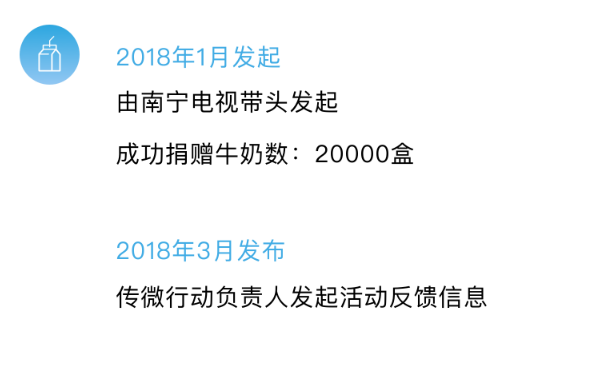 2018年1月发起
由南宁电视带头发起
成功捐赠牛奶数：20000盒
2018年3月发布
传微行动负责人发起活动反馈信息